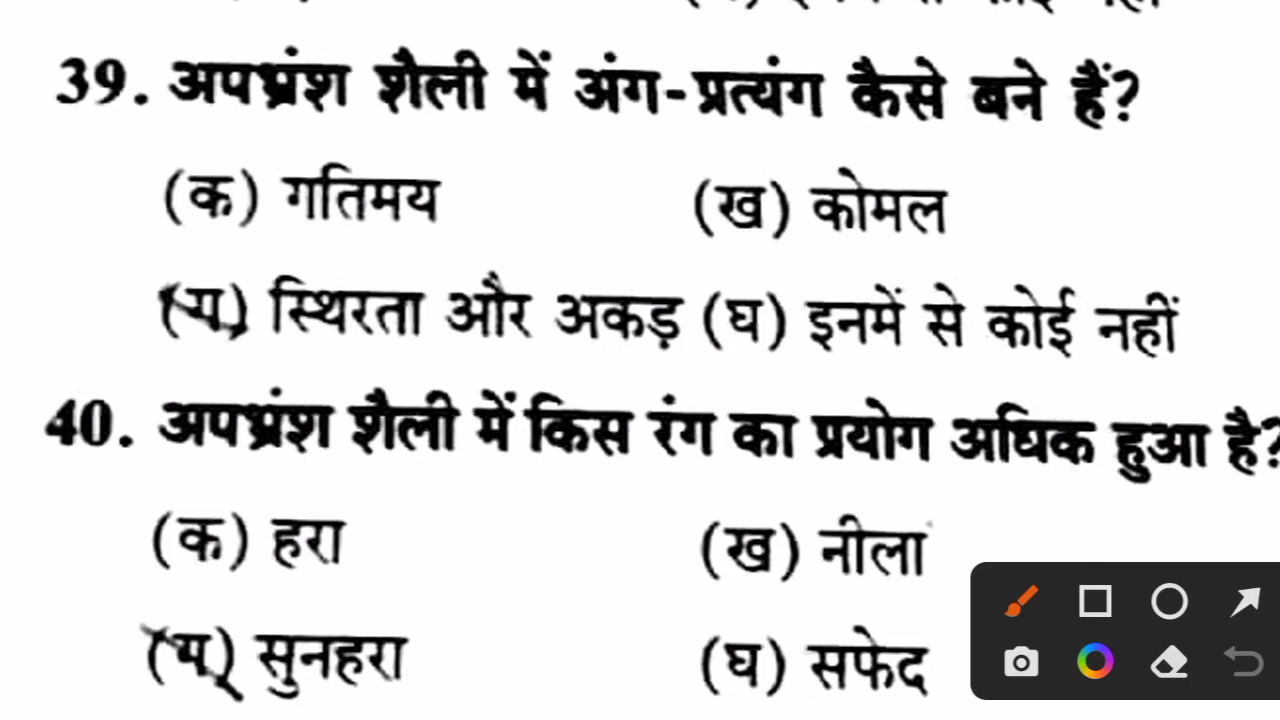 39. अपभ्रंश शैली में अंग-प्रत्यंग कैसे बने हैं?
(क) गतिमय (ख) कोमल
(ग) स्थिरता और अकड़ (घ) इनमें से कोई नहीं
40. अपभ्रंश शैली में किस रंग का प्रयोग अधिक हुआ है?
(क) हरा (ख) नीला
(ग) सुनहरा (घ) सफेद